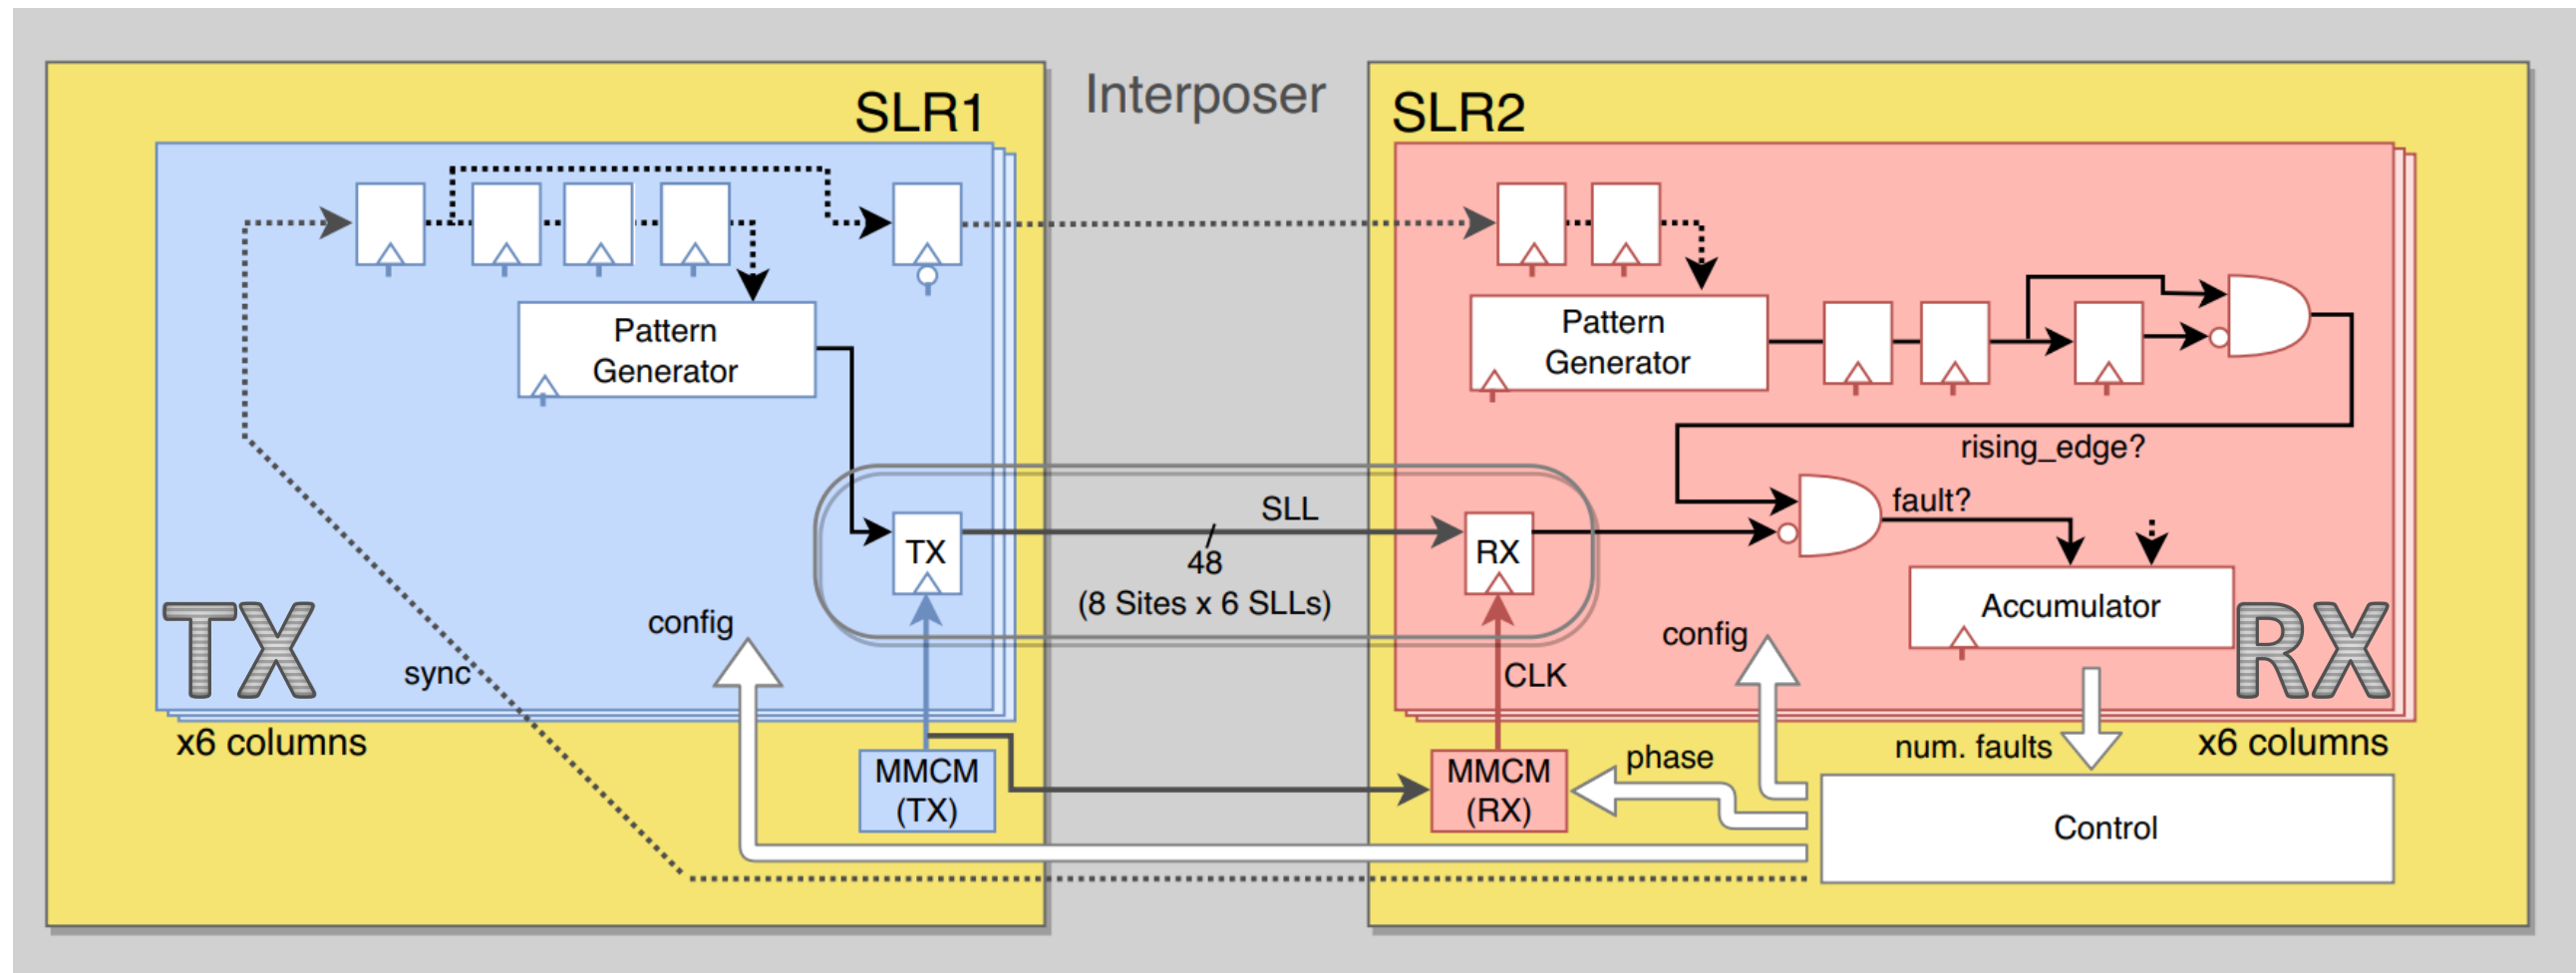 Interposer
SLR1
SLR2
Pattern
Generator
Pattern
Generator
rising_edge?
SLL
fault?
TX
48
RX
(8 Sites x 6 SLLs)
Accumulator
config
config
TX
RX
sync
CLK
x6 columns
num. faults
x6 columns
phase
MMCM
(TX)
MMCM
(RX)
Control